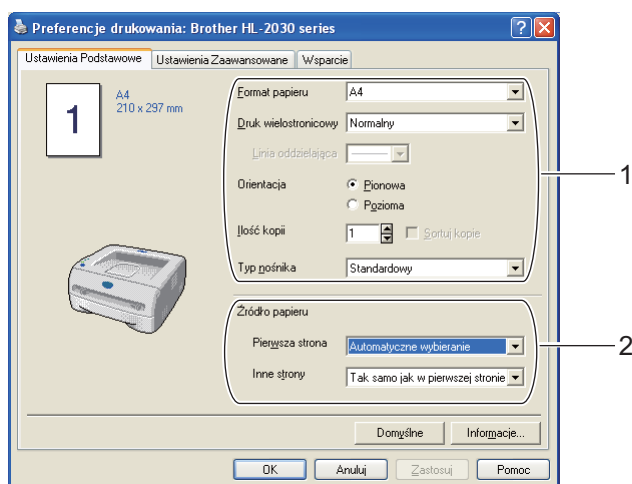 Preferencje drukowania: Brother HL-2030 series
Ustawienia Podstawowe Ustawienia Zaawansowane Wsparcie
1
A4
210 x 297 mm
Format papieru A4
Druk wielostronicowy Normalny
Linia oddzielająca
Orientacja Pionowa
Pozioma
Ilość kopii 1 Sortuj kopie
Typ nośnika Standardowy
1
Źródło papieru
Pierwsza strona Automatyczne wybieranie
Inne strony Tak samo jak w pierwszej stronie
2
Domyślne Informacje...
OK Anuluj Zastosuj Pomoc